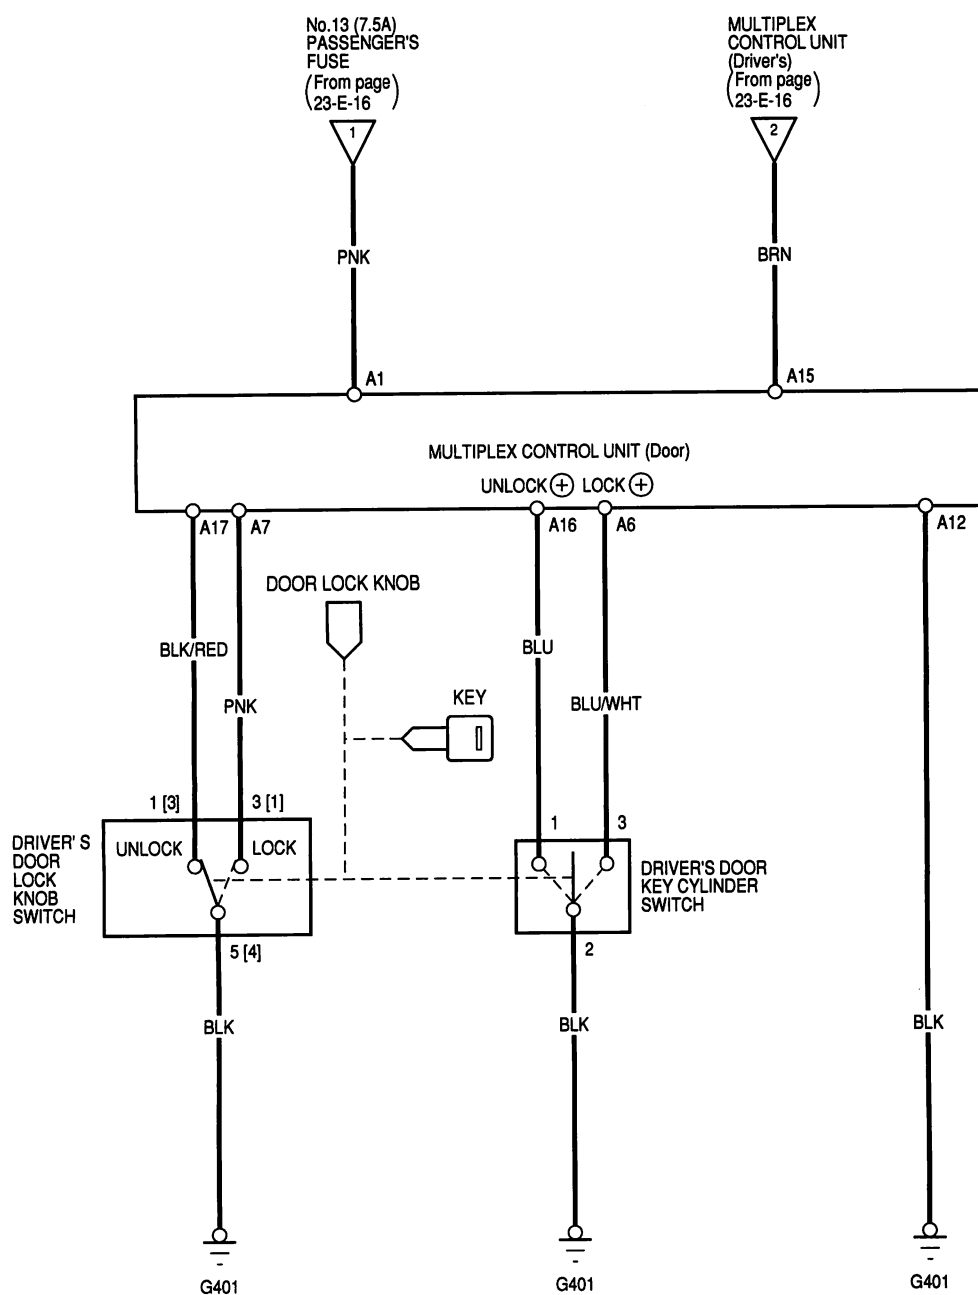 No.13 (7.5A)
PASSENGER'S
FUSE
(From page
23-E-16)
1
MULTIPLEX
CONTROL UNIT
(Driver's)
(From page
23-E-16)
2
PNK
BRN
A1
A15
MULTIPLEX CONTROL UNIT (Door)
UNLOCK ⊕ LOCK ⊕
A17
A7
A16
A6
A12
DOOR LOCK KNOB
BLK/RED
PNK
KEY
BLU
BLU/WHT
1 [3]
3 [1]
1
3
DRIVER'S
DOOR
LOCK
KNOB
SWITCH
UNLOCK
LOCK
DRIVER'S DOOR
KEY CYLINDER
SWITCH
5 [4]
2
BLK
BLK
BLK
G401
G401
G401